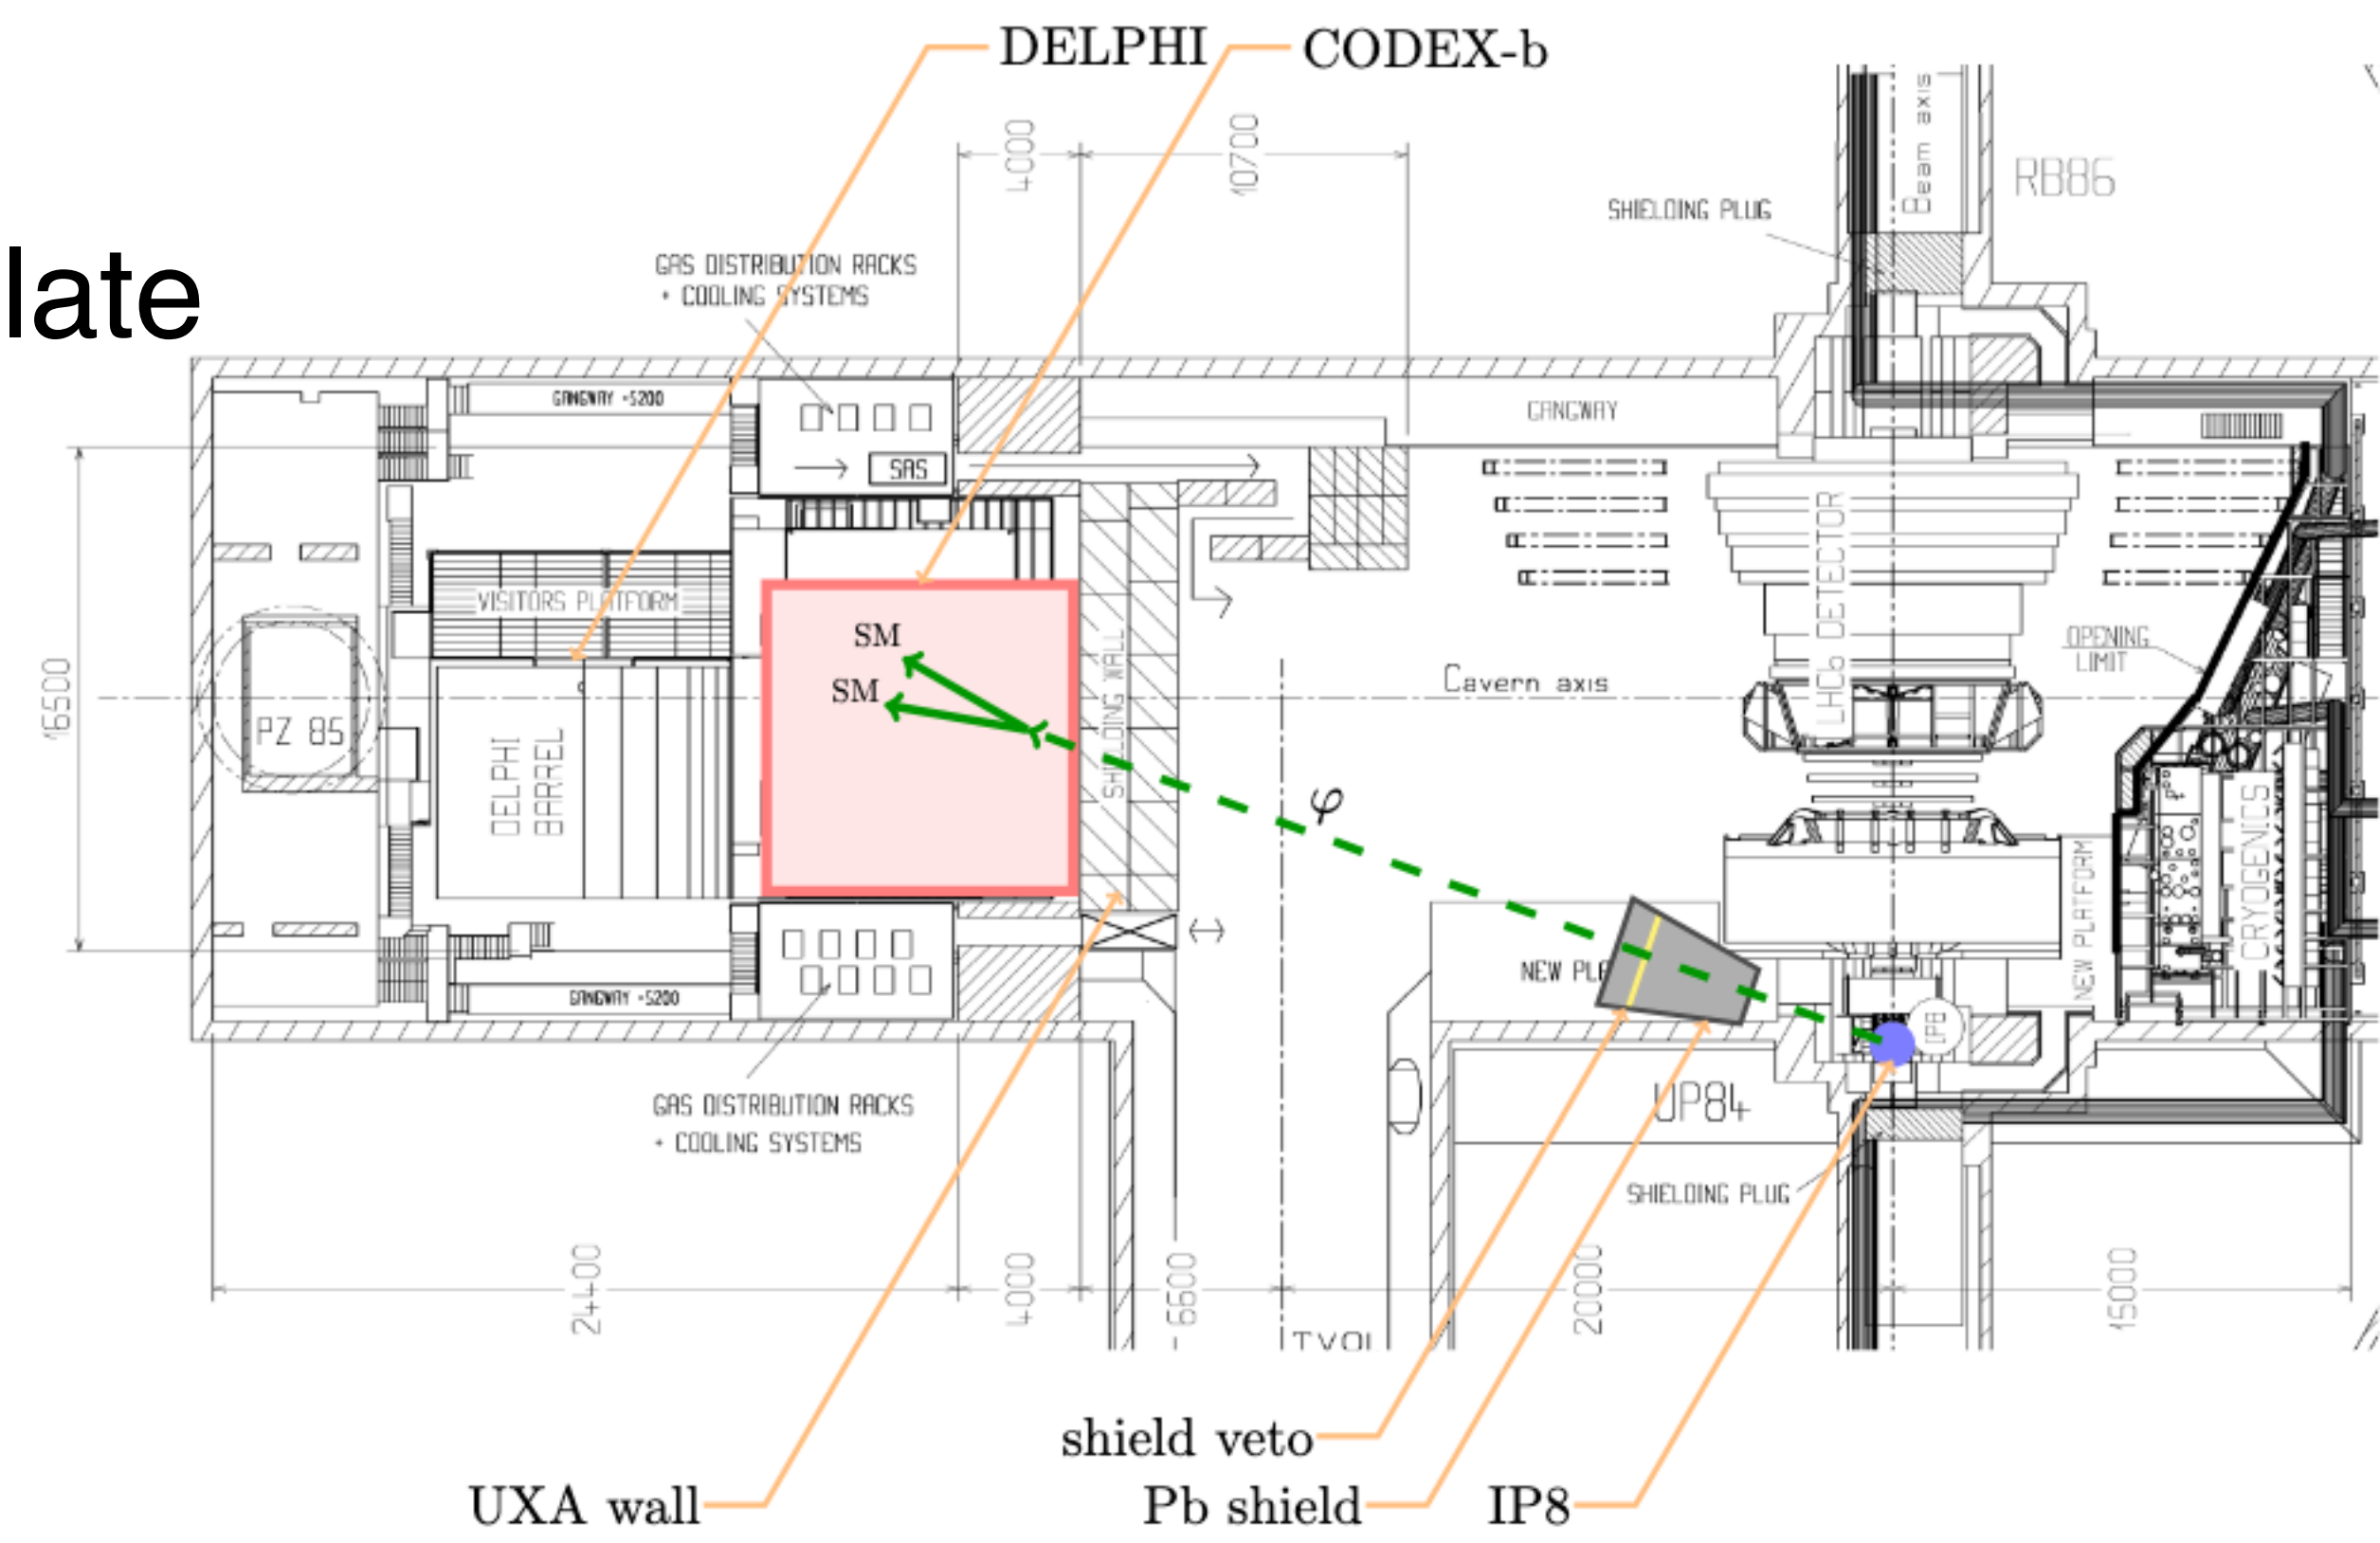 DELPHI
CODEX-b
4000
10700
Beam axis
RB86
SHIELDING PLUG
late
GAS DISTRIBUTION RACKS
+ COOLING SYSTEMS
GANGWAY -5200
GANGWAY
SAS
LHCb DETECTOR
VISITORS PLATFORM
SM
SM
SHIELDING WALL
OPENING
LIMIT
Cavern axis
16500
PZ 85
DELPHI
BARREL
φ
NEW PLATFORM
CRYOGENICS
NEW PLA
IP8
GANGWAY -5200
GAS DISTRIBUTION RACKS
+ COOLING SYSTEMS
UP84
SHIELDING PLUG
24400
4000
6600
20000
15000
shield veto
UXA wall
Pb shield
IP8